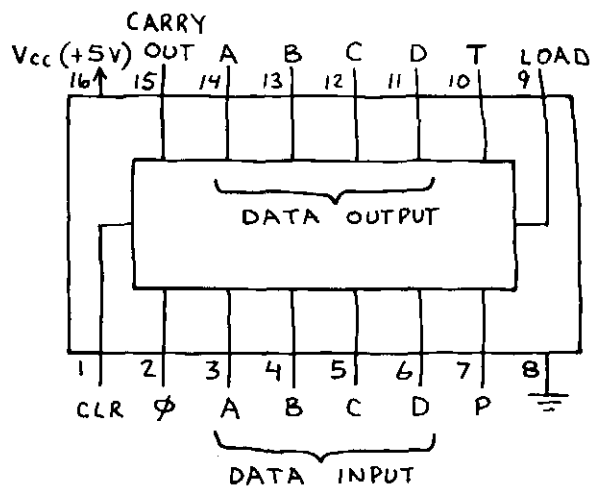 CARRY
Vcc (+5V) OUT A B C D T LOAD
16 15 14 13 12 11 10 9
DATA OUTPUT
1 2 3 4 5 6 7 8
CLR Ø A B C D P
DATA INPUT